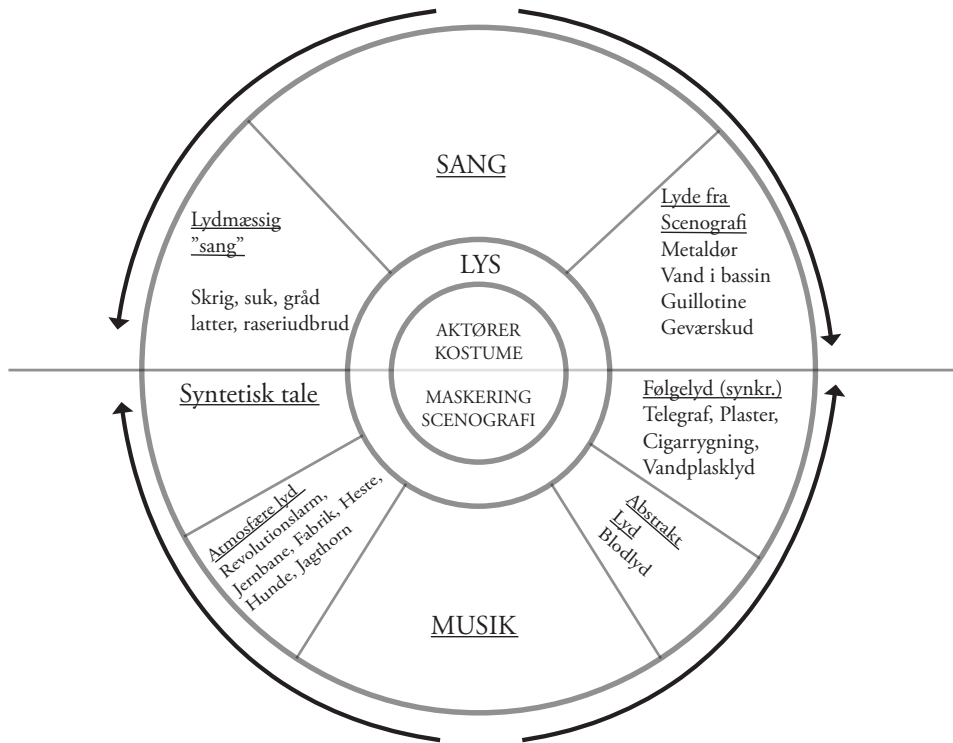 SANG
Lydmæssig
”sang”
Skrig, suk, gråd
latter, raseriudbrud
Lyde fra
Scenografi
Metaldør
Vand i bassin
Guillotine
Geværskud
LYS
AKTØRER
KOSTUME
MASKERING
SCENOGRAFI
Syntetisk tale
Følgelyd (synkr.)
Telegraf, Plaster,
Cigarrygning,
Vandplasklyd
Atmosfære lyd
Revolutionslarm,
Jernbane, Fabrik, Heste,
Hunde, Jagthorn
Abstrakt
Lyd
Blodlyd
MUSIK